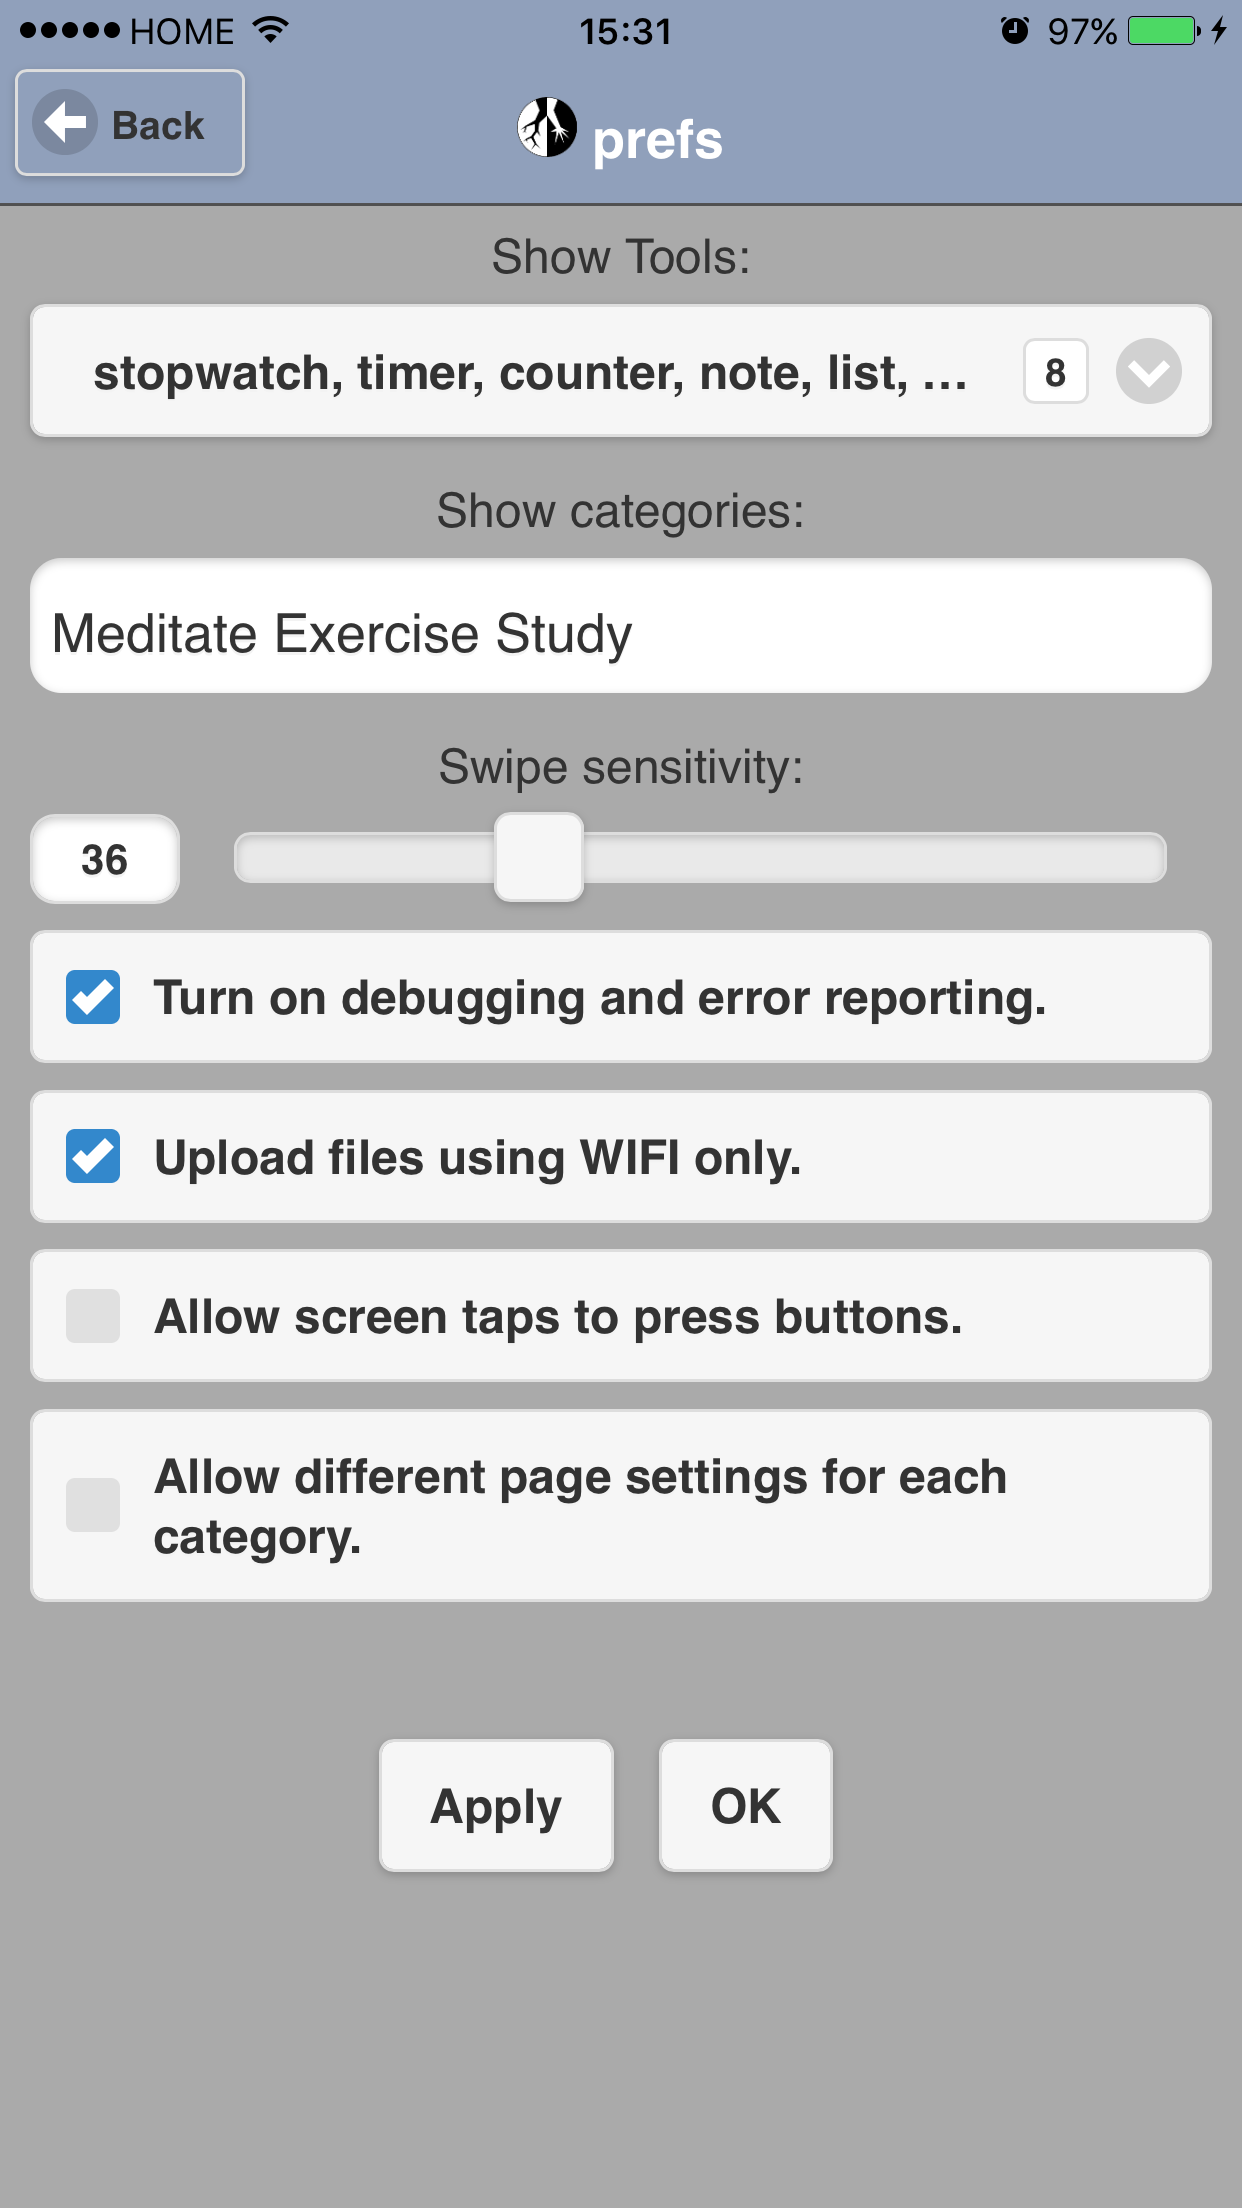 HOME 15:31 97%
Back
prefs
Show Tools:
stopwatch, timer, counter, note, list, ... 8
Show categories:
Meditate Exercise Study
Swipe sensitivity:
36
Turn on debugging and error reporting.
Upload files using WIFI only.
Allow screen taps to press buttons.
Allow different page settings for each
category.
Apply OK